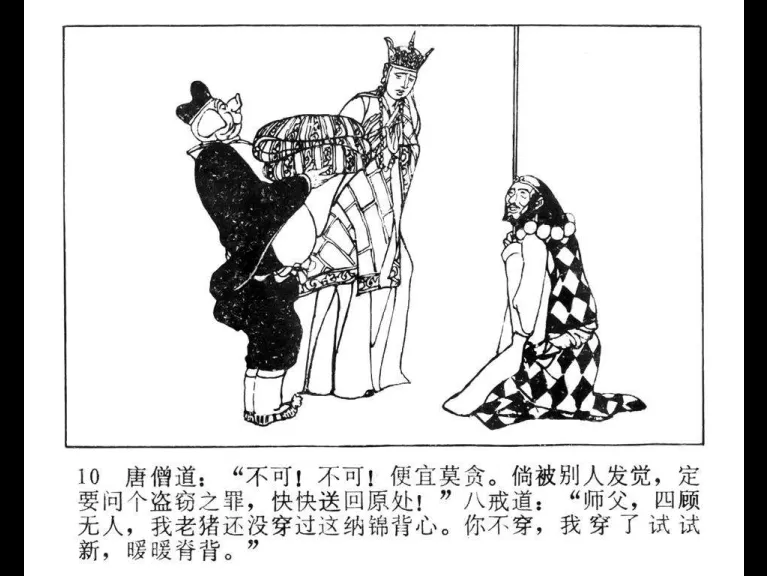 10 唐僧道：“不可！不可！便宜莫贪。倘被别人发觉，定
要问个盗窃之罪，快快送回原处！”八戒道：“师父，四顾
无人，我老猪还没穿过这纳锦背心。你不穿，我穿了试试
新，暖暖脊背。”